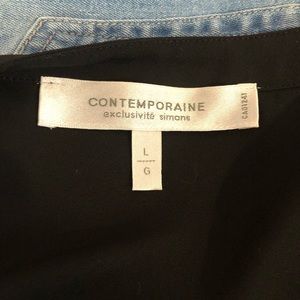 CONTEMPORAINE
exclusivité simons
CA01241
L
G